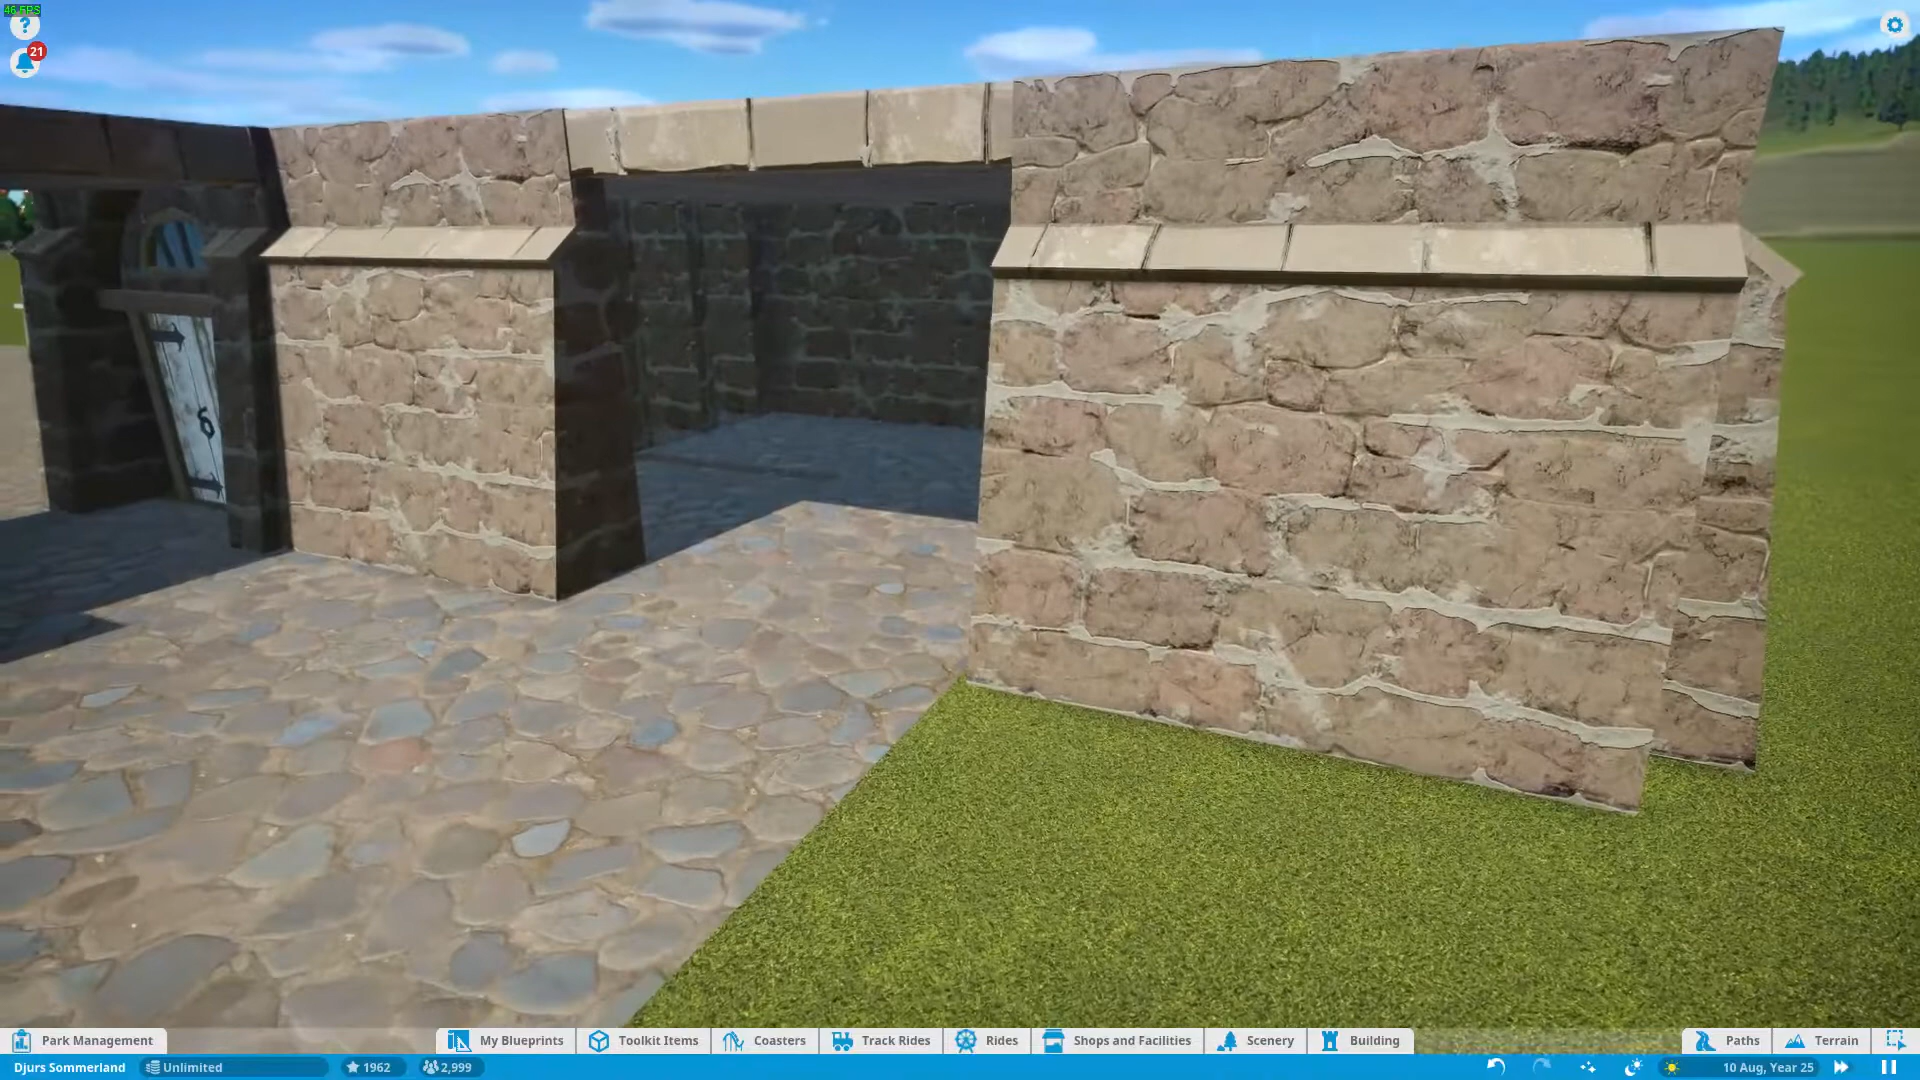 46 FPS
?
21
6
Park Management
My Blueprints
Toolkit Items
Coasters
Track Rides
Rides
Shops and Facilities
Scenery
Building
Paths
Terrain
Djurs Sommerland
Unlimited
1962
2,999
10 Aug, Year 25